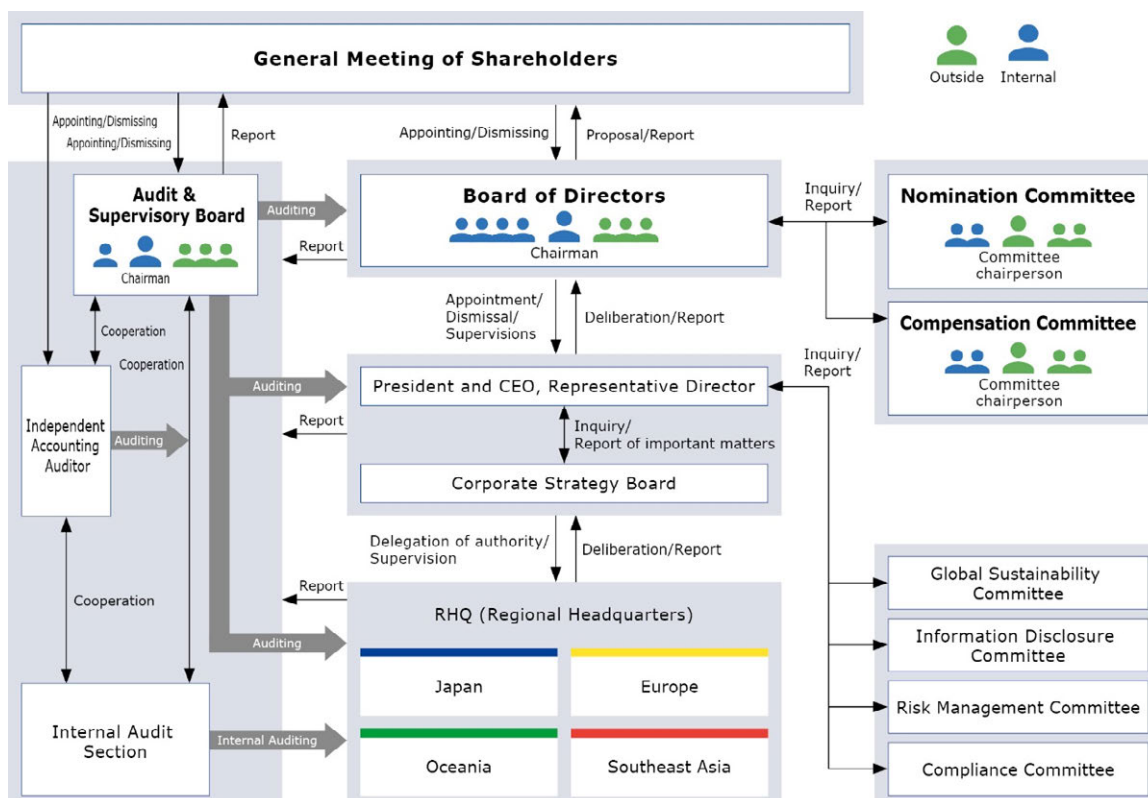 General Meeting of Shareholders
Outside
Internal
Appointing/Dismissing
Appointing/Dismissing
Report
Appointing/Dismissing
Proposal/Report
Audit &
Supervisory Board
Chairman
Auditing
Report
Board of Directors
Chairman
Inquiry/
Report
Nomination Committee
Committee
chairperson
Compensation Committee
Committee
chairperson
Cooperation
Cooperation
Appointment/
Dismissal/
Supervisions
Deliberation/Report
Inquiry/
Report
Independent
Accounting
Auditor
Auditing
Auditing
Report
President and CEO, Representative Director
Inquiry/
Report of important matters
Corporate Strategy Board
Delegation of authority/
Supervision
Deliberation/Report
Cooperation
Report
Auditing
RHQ (Regional Headquarters)
Japan
Europe
Oceania
Southeast Asia
Internal Audit
Section
Internal Auditing
Global Sustainability
Committee
Information Disclosure
Committee
Risk Management Committee
Compliance Committee